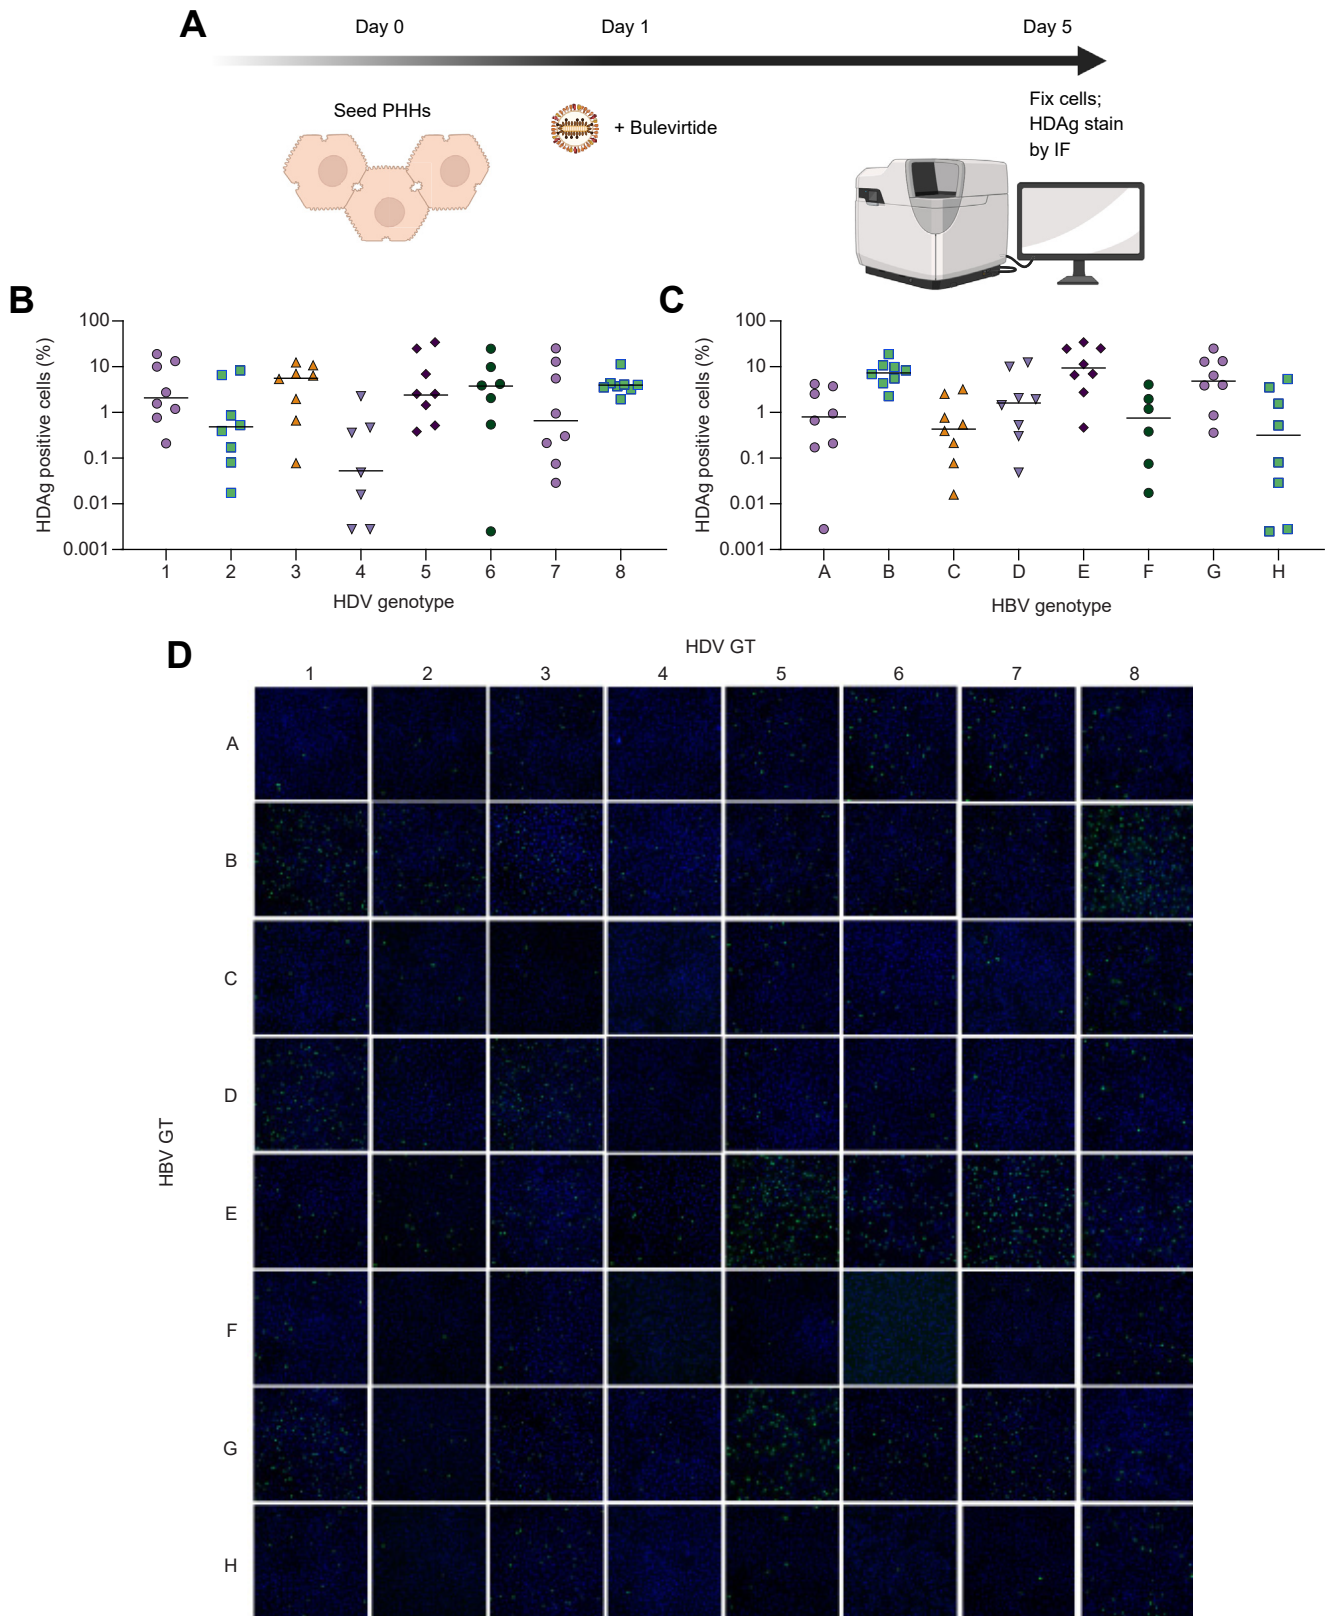 A
Day 0
Day 1
Day 5
Seed PHHs
+ Bulevirtide
Fix cells;
HDAg stain
by IF
B
HDAg positive cells (%)
100
10
1
0.1
0.01
0.001
1 2 3 4 5 6 7 8
HDV genotype
C
HDAg positive cells (%)
100
10
1
0.1
0.01
0.001
A B C D E F G H
HBV genotype
D
HDV GT
1 2 3 4 5 6 7 8
HBV GT
A
B
C
D
E
F
G
H